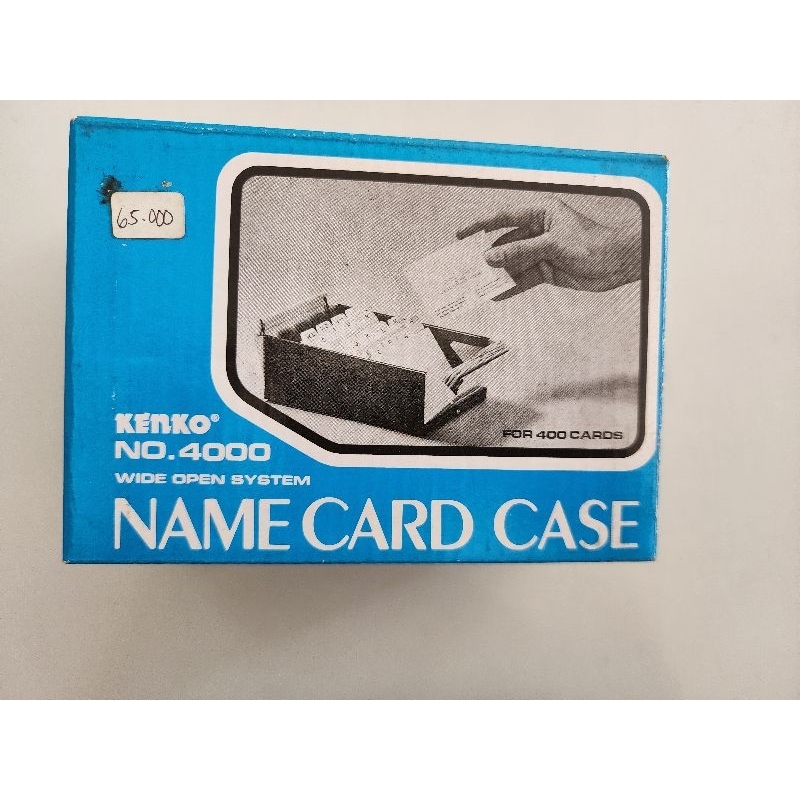 65.000
FOR 400 CARDS
KENKO®
NO.4000
WIDE OPEN SYSTEM
NAME CARD CASE